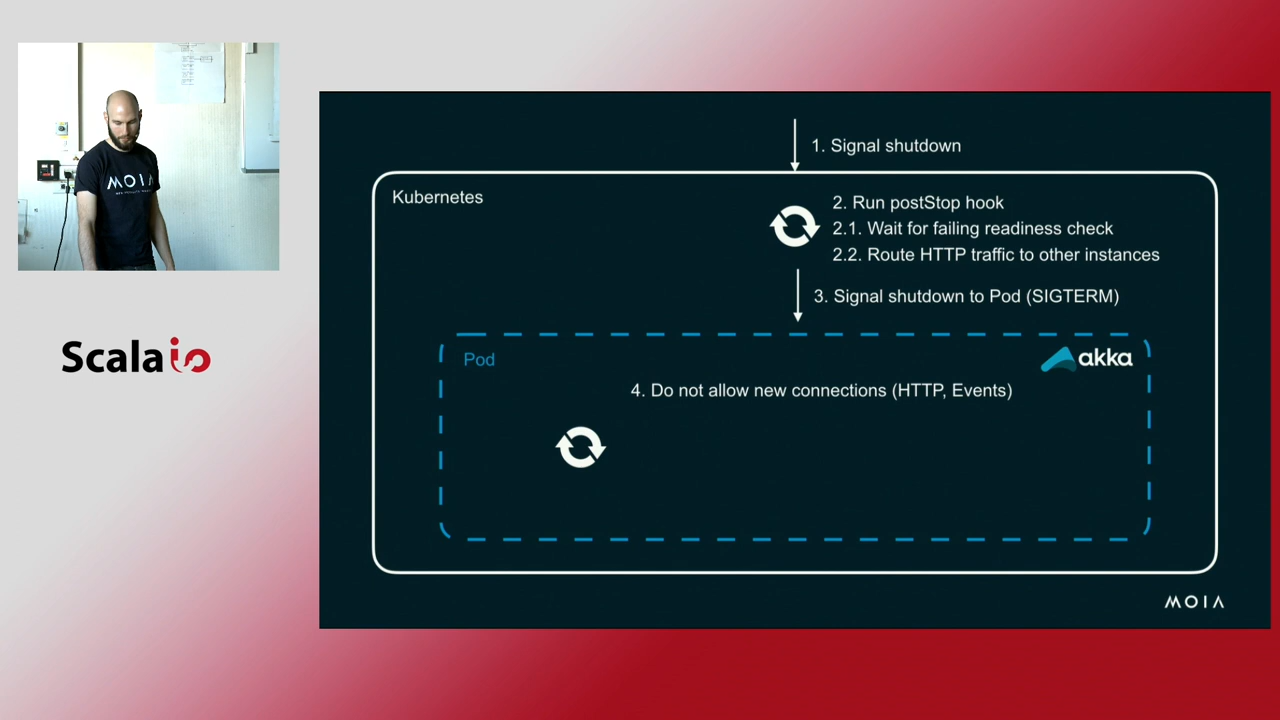 MOIA
Scala
io
1. Signal shutdown
Kubernetes
2. Run postStop hook
2.1. Wait for failing readiness check
2.2. Route HTTP traffic to other instances
3. Signal shutdown to Pod (SIGTERM)
Pod
akka
4. Do not allow new connections (HTTP, Events)
MOIA